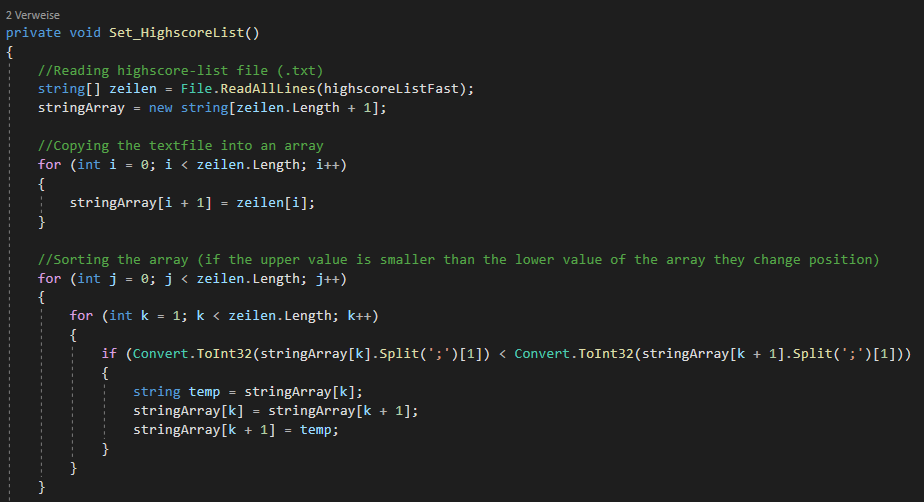 2 Verweise
private void Set_HighscoreList()
{
//Reading highscore-list file (.txt)
string[] zeilen = File.ReadAllLines(highscoreListFast);
stringArray = new string[zeilen.Length + 1];
//Copying the textfile into an array
for (int i = 0; i < zeilen.Length; i++)
{
stringArray[i + 1] = zeilen[i];
}
//Sorting the array (if the upper value is smaller than the lower value of the array they change position)
for (int j = 0; j < zeilen.Length; j++)
{
for (int k = 1; k < zeilen.Length; k++)
{
if (Convert.ToInt32(stringArray[k].Split(';')[1]) < Convert.ToInt32(stringArray[k + 1].Split(';')[1]))
{
string temp = stringArray[k];
stringArray[k] = stringArray[k + 1];
stringArray[k + 1] = temp;
}
}
}